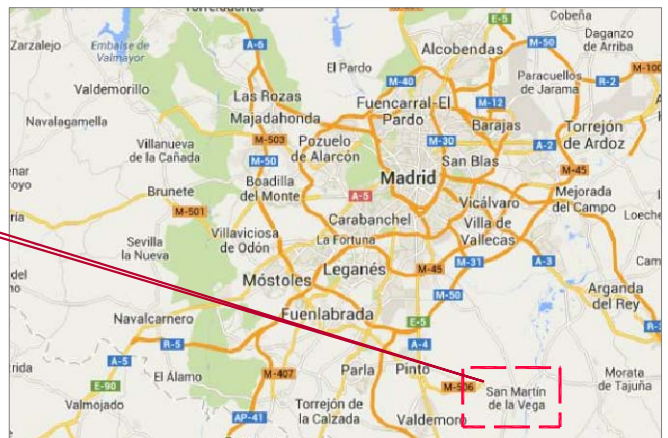 Torrelodones
E-5
Cobeña
Zarzalejo
Embalse de
Valmayor
A-6
M-50
Daganzo
de Arriba
Alcobendas
El Pardo
Valdemorillo
M-40
Paracuellos
de Jarama
R-2
M-100
Las Rozas
Fuencarral-El
Pardo
M-12
Navalagamella
Majadahonda
Barajas
Torrejón
de Ardoz
M-503
Pozuelo
de Alarcón
M-30
A-2
Villanueva
de la Cañada
M-50
San Blas
M-45
Boadilla
del Monte
Madrid
Brunete
A-5
Vicálvaro
Mejorada
del Campo
M-501
Carabanchel
Villa de
Vallecas
Loeche
Villaviciosa
de Odón
La Fortuna
Sevilla
la Nueva
Leganés
M-45
M-31
A-3
Cam
Móstoles
M-50
Arganda
del Rey
Navalcarnero
Fuenlabrada
E-5
R-3
R-5
A-4
A-5
M-407
Parla
Pinto
El Álamo
M-506
San Martín
de la Vega
Morata
de Tajuña
E-90
Valmojado
AP-41
Torrejón de
la Calzada
Valdemoro